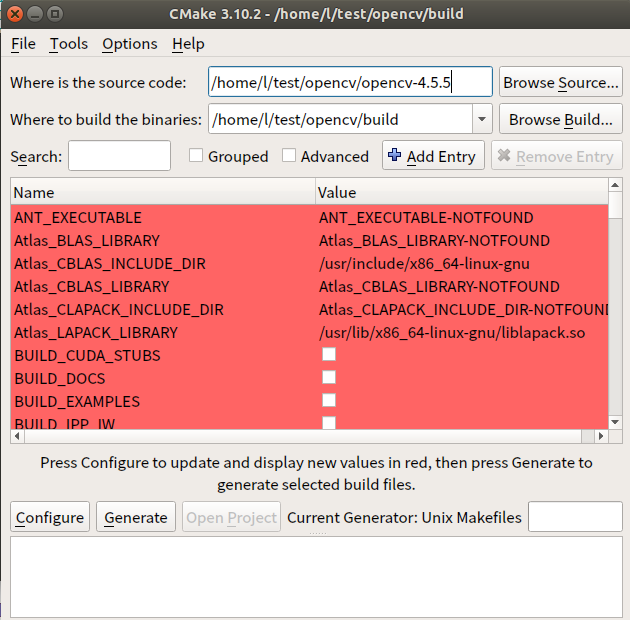 CMake 3.10.2 - /home/l/test/opencv/build
File Tools Options Help
Where is the source code: /home/l/test/opencv/opencv-4.5.5 Browse Source...
Where to build the binaries: /home/l/test/opencv/build Browse Build...
Search: Grouped Advanced Add Entry Remove Entry
Name Value
ANT_EXECUTABLE ANT_EXECUTABLE-NOTFOUND
Atlas_BLAS_LIBRARY Atlas_BLAS_LIBRARY-NOTFOUND
Atlas_CBLAS_INCLUDE_DIR /usr/include/x86_64-linux-gnu
Atlas_CBLAS_LIBRARY Atlas_CBLAS_LIBRARY-NOTFOUND
Atlas_CLAPACK_INCLUDE_DIR Atlas_CLAPACK_INCLUDE_DIR-NOTFOUND
Atlas_LAPACK_LIBRARY /usr/lib/x86_64-linux-gnu/liblapack.so
BUILD_CUDA_STUBS
BUILD_DOCS
BUILD_EXAMPLES
BUILD_IPP_IW
Press Configure to update and display new values in red, then press Generate to
generate selected build files.
Configure Generate Open Project Current Generator: Unix Makefiles